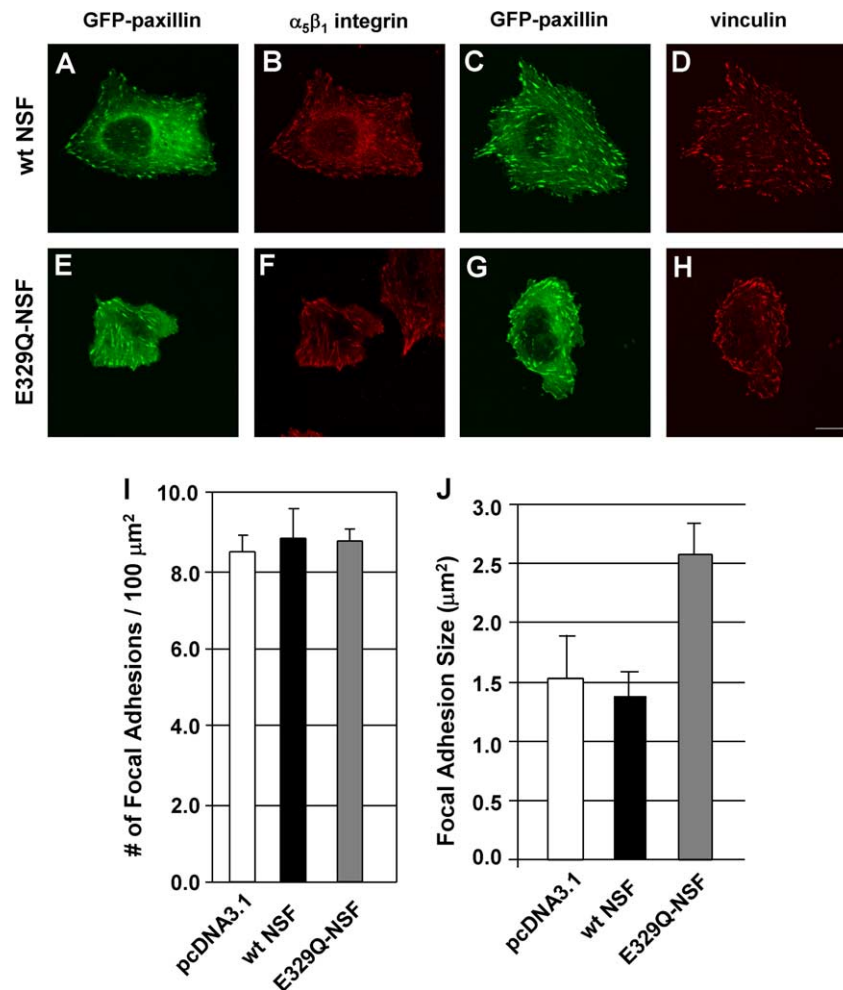 GFP-paxillin α5β1 integrin GFP-paxillin vinculin
wt NSF
A B C D
E329Q-NSF
E F G H
I
# of Focal Adhesions / 100 μm²
10.0
8.0
6.0
4.0
2.0
0.0
pcDNA3.1
wt NSF
E329Q-NSF
J
Focal Adhesion Size (μm²)
3.0
2.5
2.0
1.5
1.0
0.5
0.0
pcDNA3.1
wt NSF
E329Q-NSF